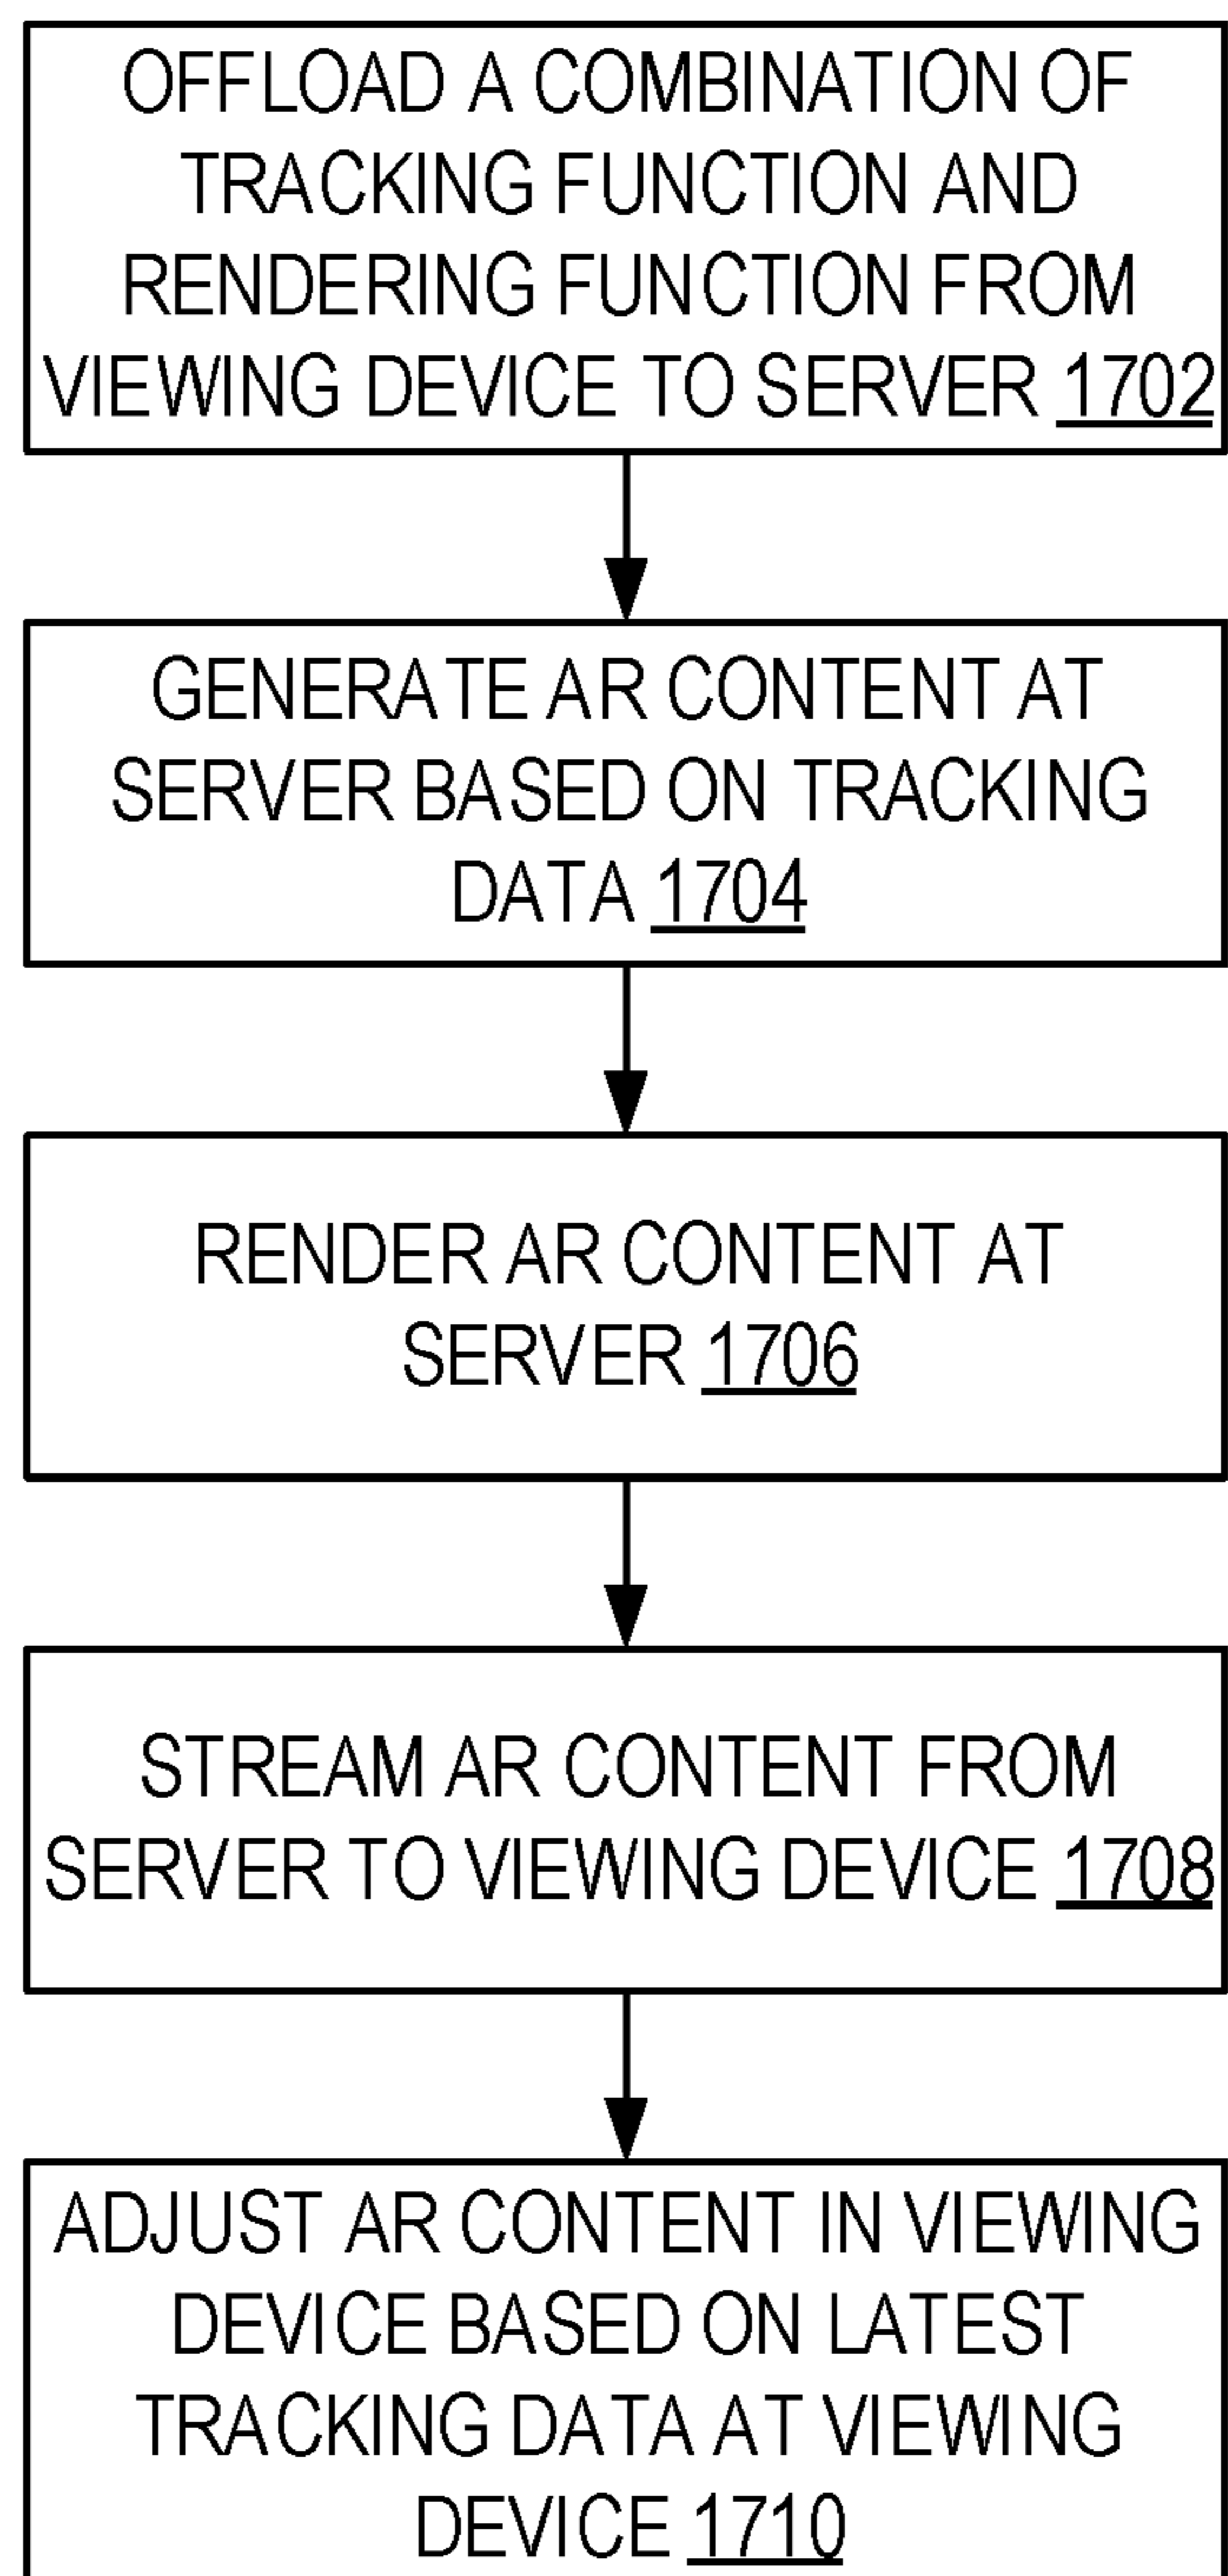 OFFLOAD A COMBINATION OF
TRACKING FUNCTION AND
RENDERING FUNCTION FROM
VIEWING DEVICE TO SERVER 1702
GENERATE AR CONTENT AT
SERVER BASED ON TRACKING
DATA 1704
RENDER AR CONTENT AT
SERVER 1706
STREAM AR CONTENT FROM
SERVER TO VIEWING DEVICE 1708
ADJUST AR CONTENT IN VIEWING
DEVICE BASED ON LATEST
TRACKING DATA AT VIEWING
DEVICE 1710